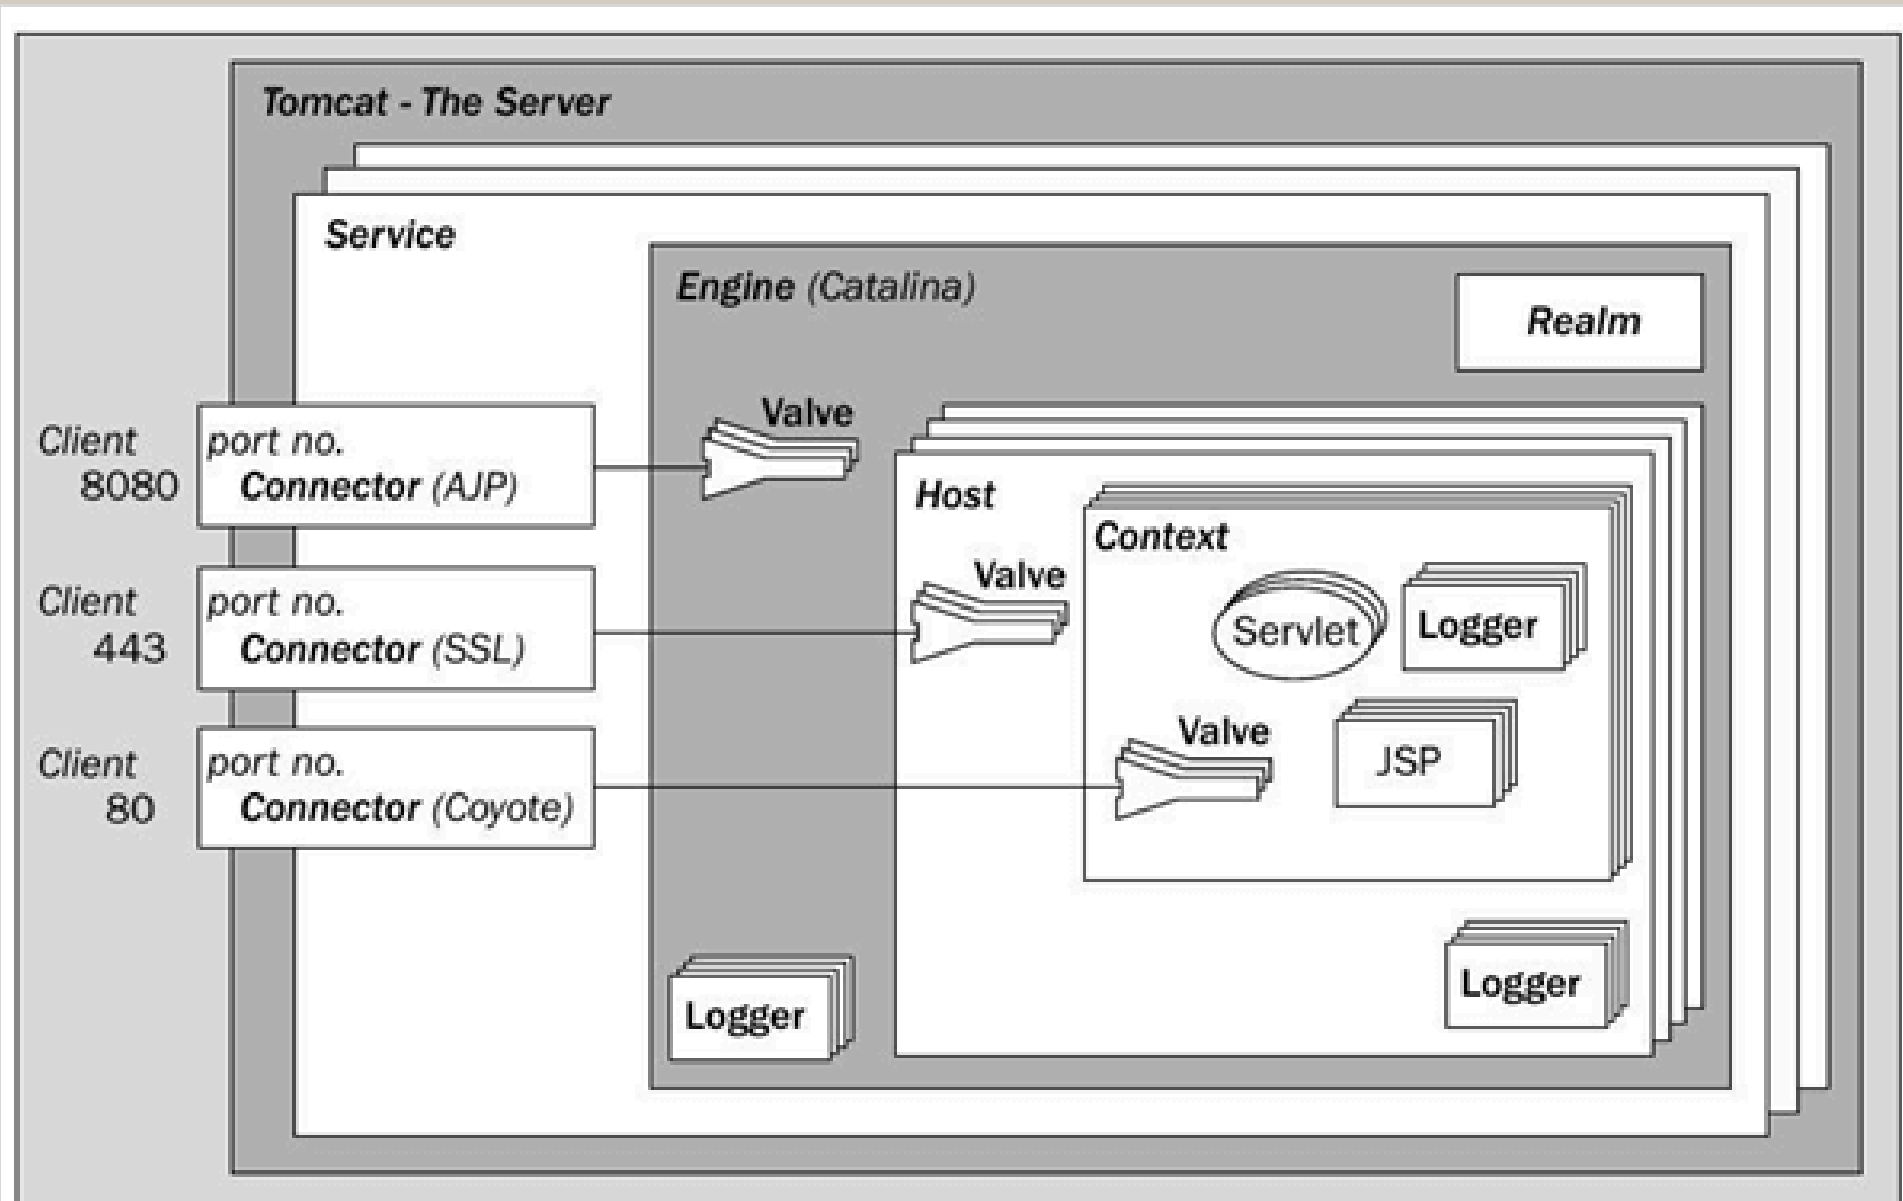 Tomcat - The Server
Service
Engine (Catalina)
Realm
Valve
Client
8080
port no.
Connector (AJP)
Host
Context
Valve
Servlet
Logger
Client
443
port no.
Connector (SSL)
Valve
JSP
Client
80
port no.
Connector (Coyote)
Logger
Logger